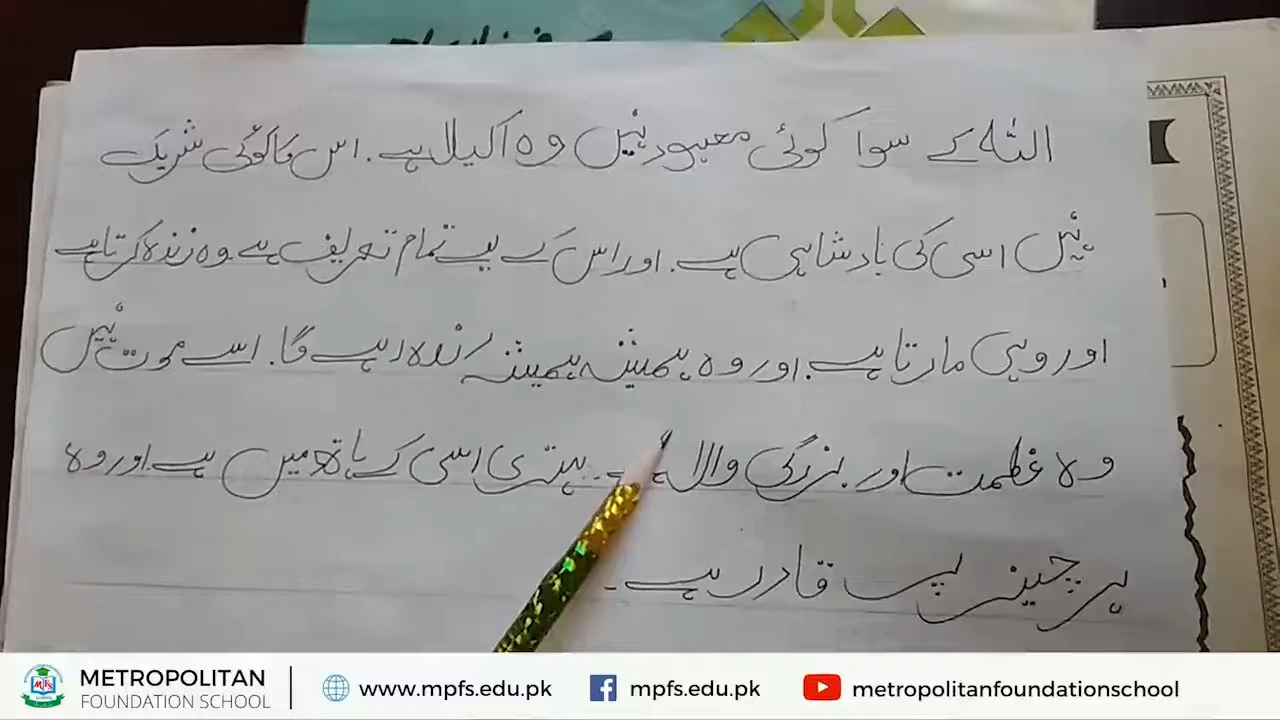 اللہ کے سوا کوئی معبود نہیں وہ اکیلا ہے۔ اس کا کوئی شریک
نہیں اسی کی بادشاہی ہے۔ اور اس کے لیے تمام تعریف ہے وہ زندہ کرتا ہے
اور وہی مارتا ہے۔ اور وہ ہمیشہ ہمیشہ زندہ رہے گا۔ اسے موت نہیں
وہ عظمت اور بزرگی والا ہے۔ بہتری اسی کے ہاتھ میں ہے اور وہ
ہر چیز پر قادر ہے۔
METROPOLITAN
FOUNDATION SCHOOL
www.mpfs.edu.pk
mpfs.edu.pk
metropolitanfoundationschool